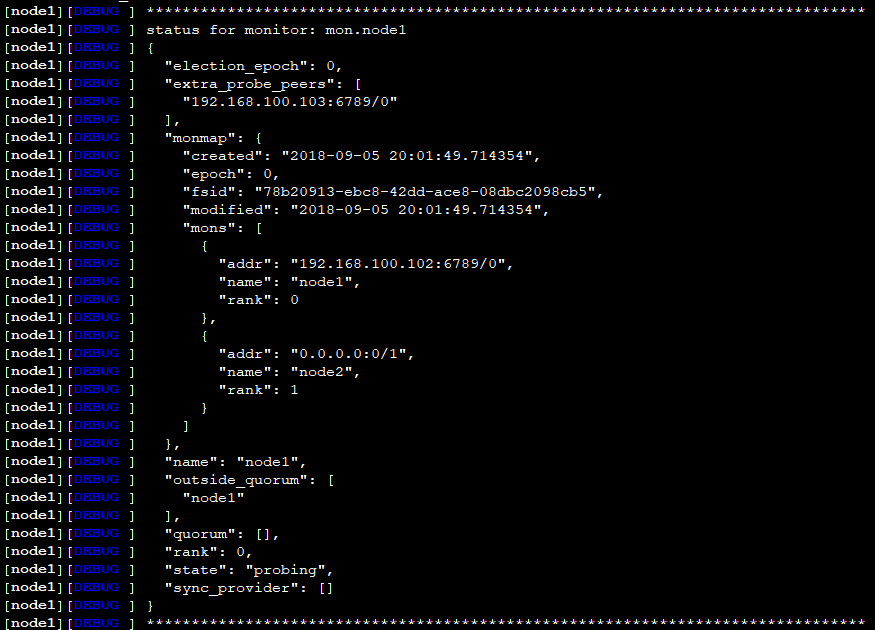 [node1][DEBUG ] ********************************************************************************
[node1][DEBUG ] status for monitor: mon.node1
[node1][DEBUG ] {
[node1][DEBUG ]   "election_epoch": 0,
[node1][DEBUG ]   "extra_probe_peers": [
[node1][DEBUG ]     "192.168.100.103:6789/0"
[node1][DEBUG ]   ],
[node1][DEBUG ]   "monmap": {
[node1][DEBUG ]     "created": "2018-09-05 20:01:49.714354",
[node1][DEBUG ]     "epoch": 0,
[node1][DEBUG ]     "fsid": "78b20913-ebc8-42dd-ace8-08dbc2098cb5",
[node1][DEBUG ]     "modified": "2018-09-05 20:01:49.714354",
[node1][DEBUG ]     "mons": [
[node1][DEBUG ]       {
[node1][DEBUG ]         "addr": "192.168.100.102:6789/0",
[node1][DEBUG ]         "name": "node1",
[node1][DEBUG ]         "rank": 0
[node1][DEBUG ]       },
[node1][DEBUG ]       {
[node1][DEBUG ]         "addr": "0.0.0.0:0/1",
[node1][DEBUG ]         "name": "node2",
[node1][DEBUG ]         "rank": 1
[node1][DEBUG ]       }
[node1][DEBUG ]     ]
[node1][DEBUG ]   },
[node1][DEBUG ]   "name": "node1",
[node1][DEBUG ]   "outside_quorum": [
[node1][DEBUG ]     "node1"
[node1][DEBUG ]   ],
[node1][DEBUG ]   "quorum": [],
[node1][DEBUG ]   "rank": 0,
[node1][DEBUG ]   "state": "probing",
[node1][DEBUG ]   "sync_provider": []
[node1][DEBUG ] }
[node1][DEBUG ] ********************************************************************************